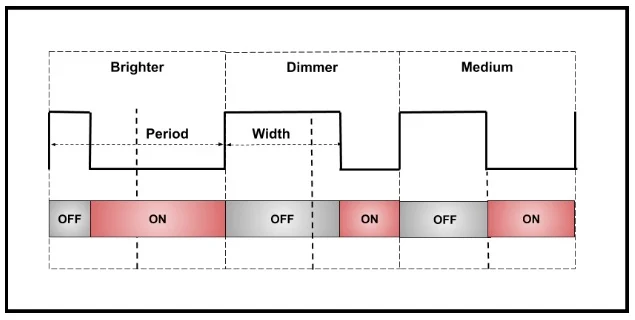 Brighter Dimmer Medium
Period Width
OFF ON OFF ON OFF ON